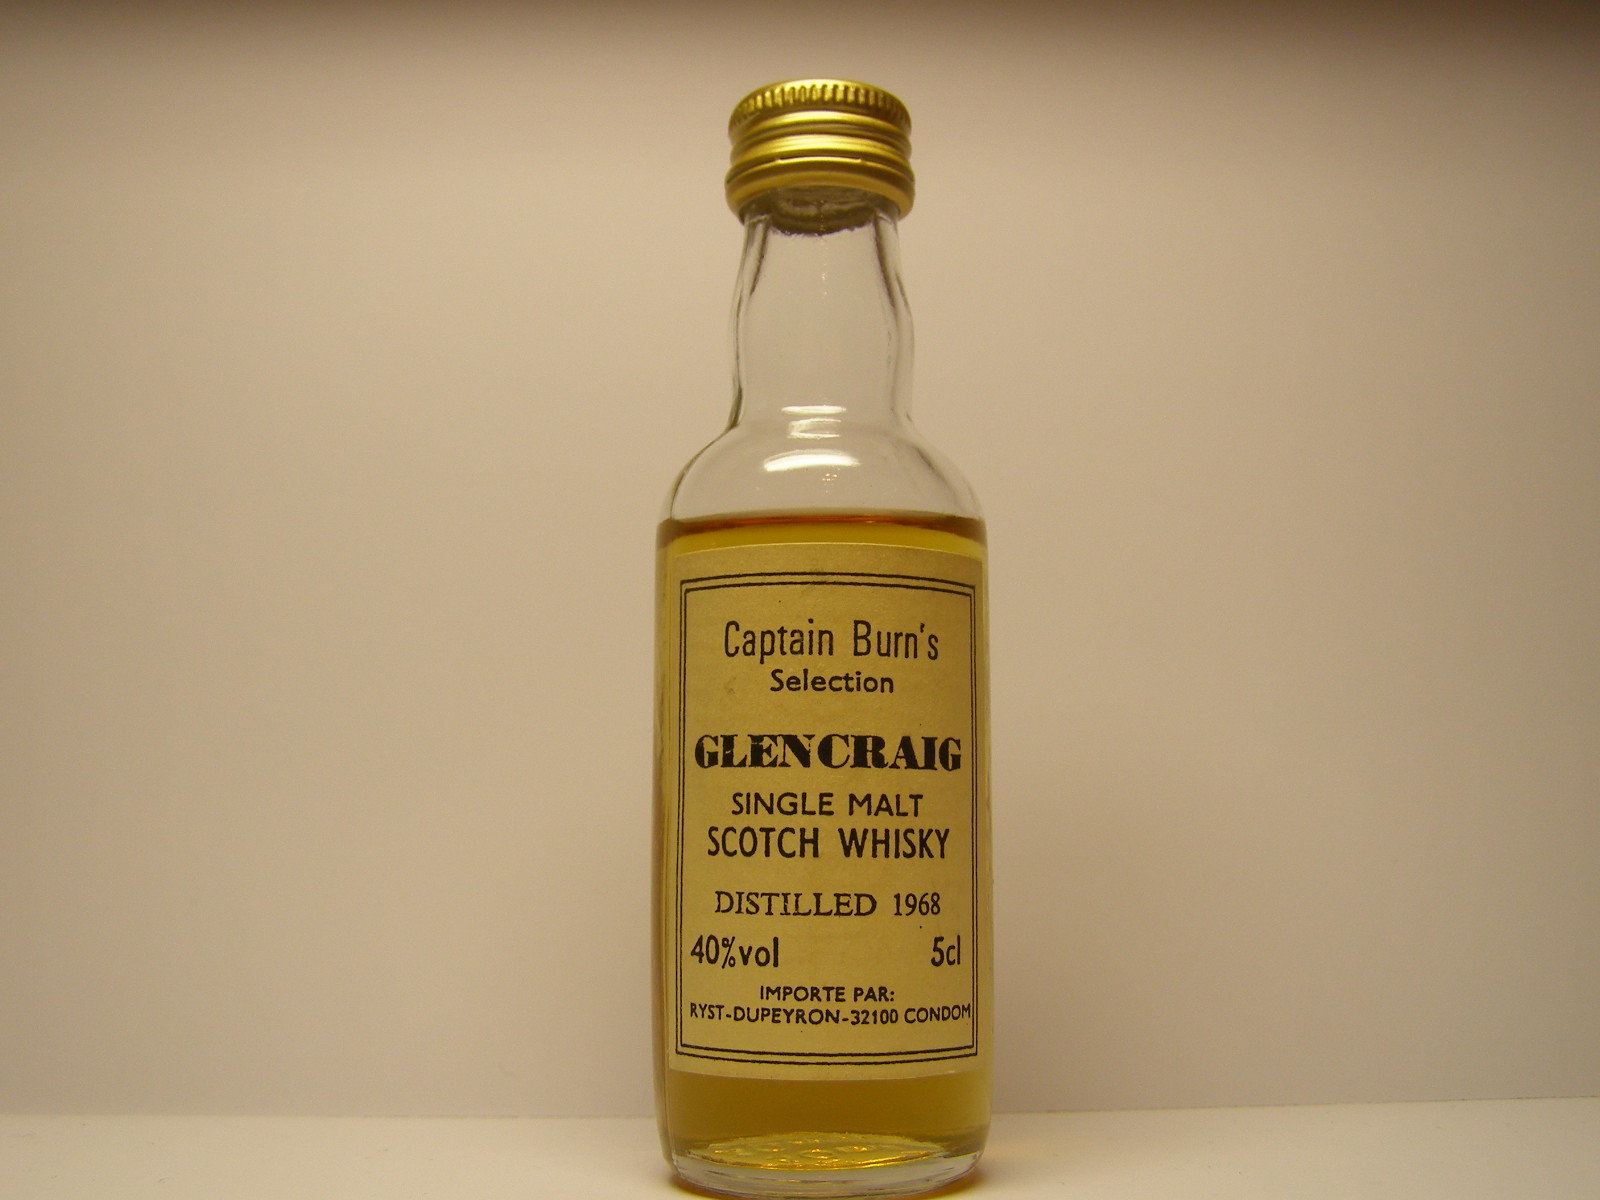 Captain Burn's
Selection
GLENCRAIG
SINGLE MALT
SCOTCH WHISKY
DISTILLED 1968
40%vol 5cl
IMPORTE PAR:
RYST-DUPEYRON-32100 CONDOM